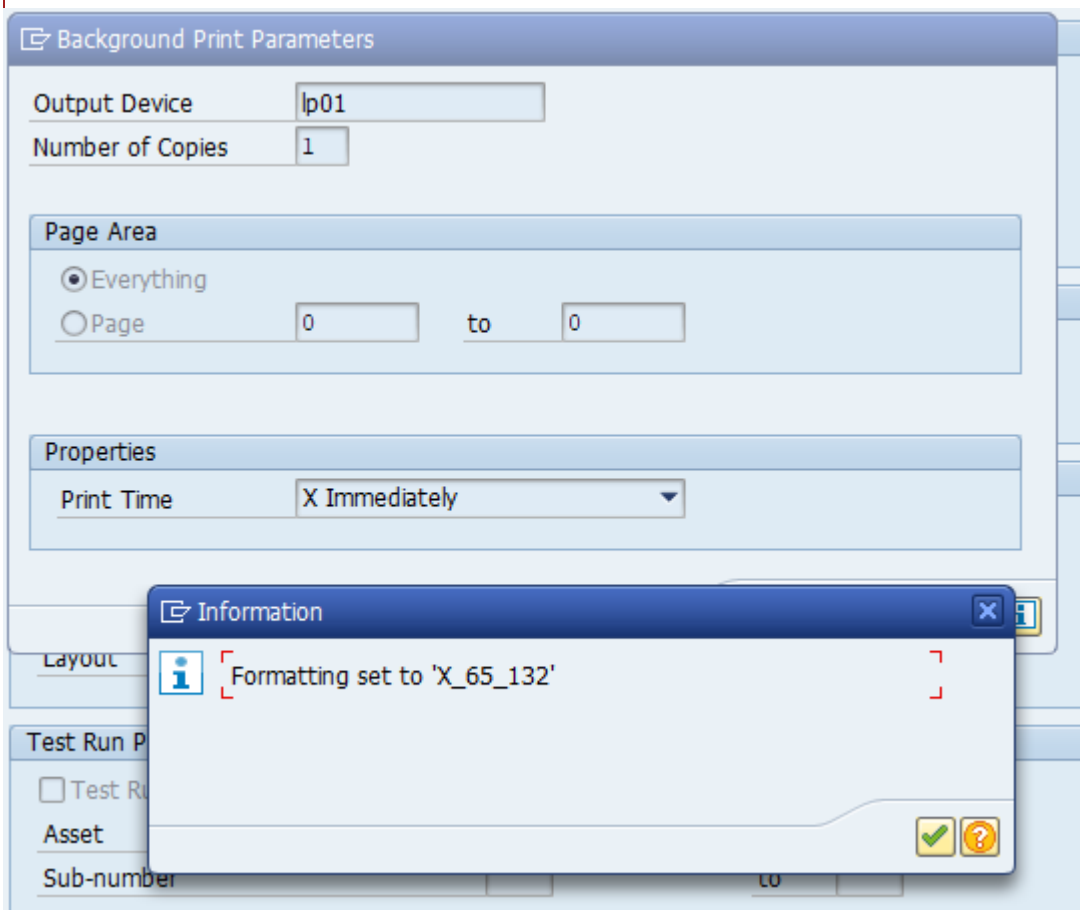 Background Print Parameters
Output Device lp01
Number of Copies 1
Page Area
Everything
Page 0 to 0
Properties
Print Time X Immediately
Information
Layout
Formatting set to 'X_65_132'
Test Run P
Test Ru
Asset
Sub-number to